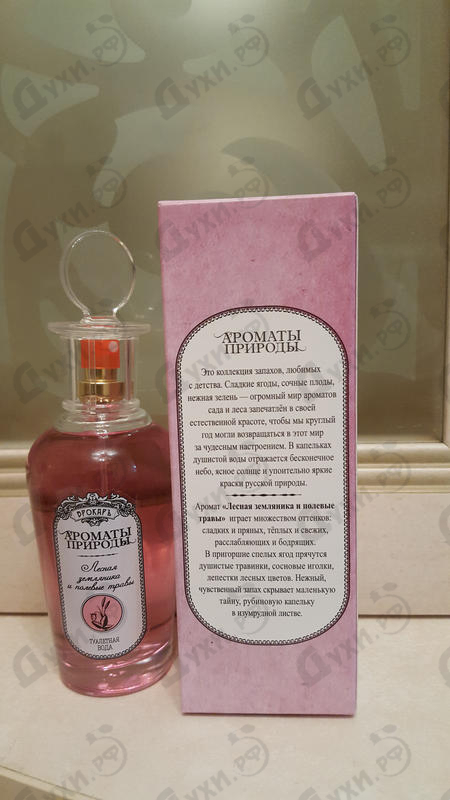 БРОКАРЪ
АРОМАТЫ
ПРИРОДЫ
Лесная
земляника
и полевые травы
ТУАЛЕТНАЯ
ВОДА
АРОМАТЫ
ПРИРОДЫ
Это коллекция запахов, любимых
с детства. Сладкие ягоды, сочные плоды,
нежная зелень — огромный мир ароматов
сада и леса запечатлён в своей
естественной красоте, чтобы мы круглый
год могли возвращаться в этот мир
за чудесным настроением. В капельках
душистой воды отражается бесконечное
небо, ясное солнце и упоительно яркие
краски русской природы.
Аромат «Лесная земляника и полевые
травы» играет множеством оттенков:
сладких и пряных, тёплых и свежих,
расслабляющих и бодрящих.
В пригоршне спелых ягод прячутся
душистые травинки, сосновые иголки,
лепестки лесных цветов. Нежный,
чувственный запах скрывает маленькую
тайну, рубиновую капельку
в изумрудной листве.
Духи.рф